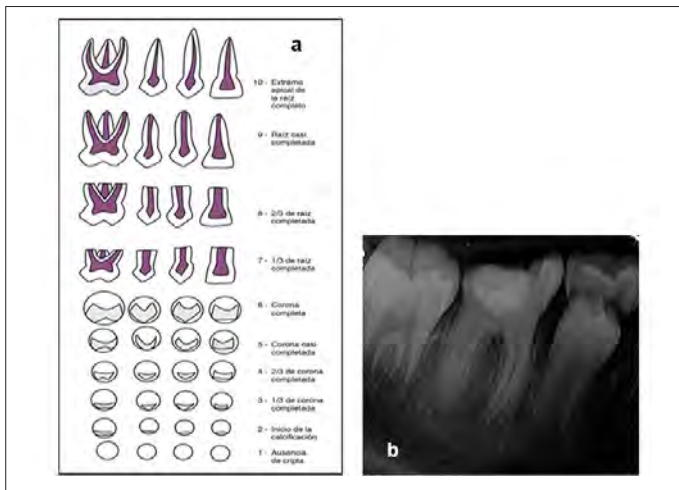 a
10 - Extremo
apical de
la raíz
completo
9 - Raíz casi
completada
8 - 2/3 de raíz
completada
7 - 1/3 de raíz
completada
6 - Corona
completa
5 - Corona casi
completada
4 - 2/3 de corona
completada
3 - 1/3 de corona
completada
2 - Inicio de la
calcificación
1 - Ausencia
de cripta
b